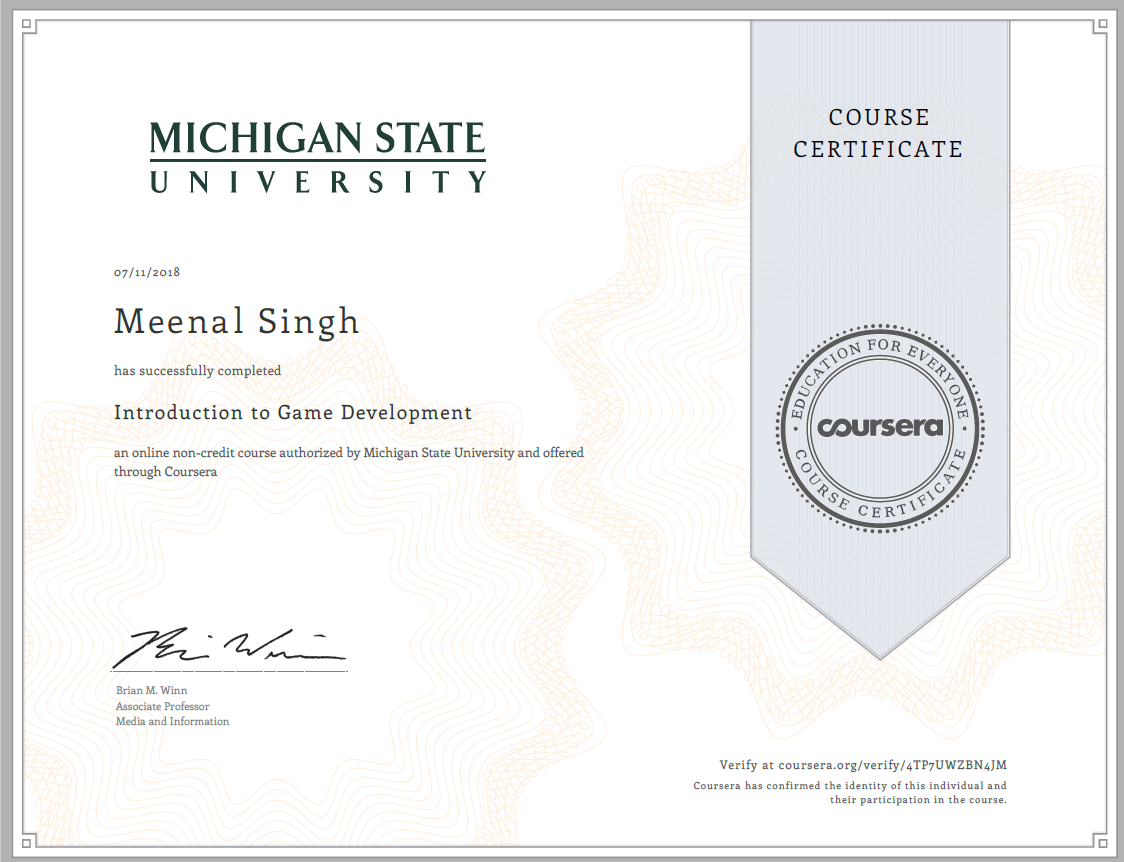 MICHIGAN STATE
UNIVERSITY
COURSE
CERTIFICATE
07/11/2018
Meenal Singh
has successfully completed
Introduction to Game Development
an online non-credit course authorized by Michigan State University and offered
through Coursera
EDUCATION FOR EVERYONE
coursera
COURSE CERTIFICATE
Brian M. Winn
Associate Professor
Media and Information
Verify at coursera.org/verify/4TP7UWZBN4JM
Coursera has confirmed the identity of this individual and
their participation in the course.